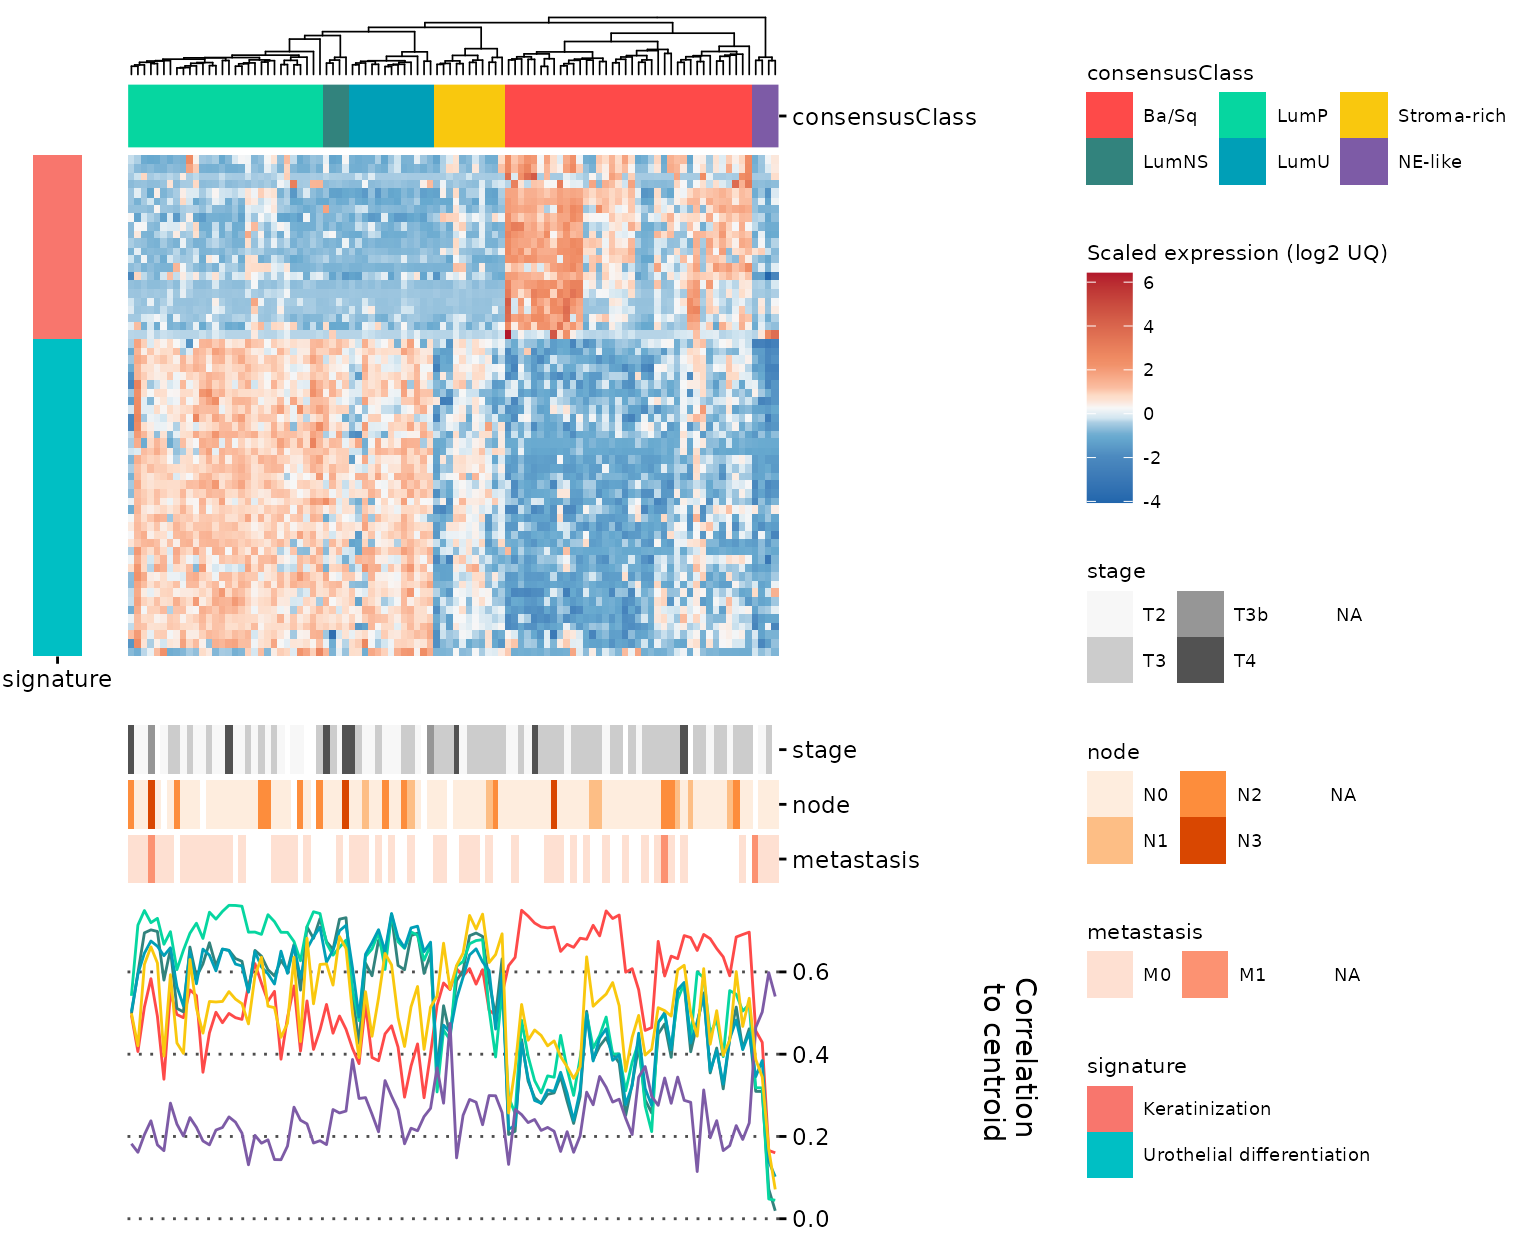 consensusClass
signature
stage
node
metastasis
0.6
0.4
0.2
0.0
Correlation
to centroid
consensusClass
Ba/Sq
LumP
Stroma-rich
LumNS
LumU
NE-like
Scaled expression (log2 UQ)
6
4
2
0
-2
-4
stage
T2
T3b
NA
T3
T4
node
N0
N2
NA
N1
N3
metastasis
M0
M1
NA
signature
Keratinization
Urothelial differentiation